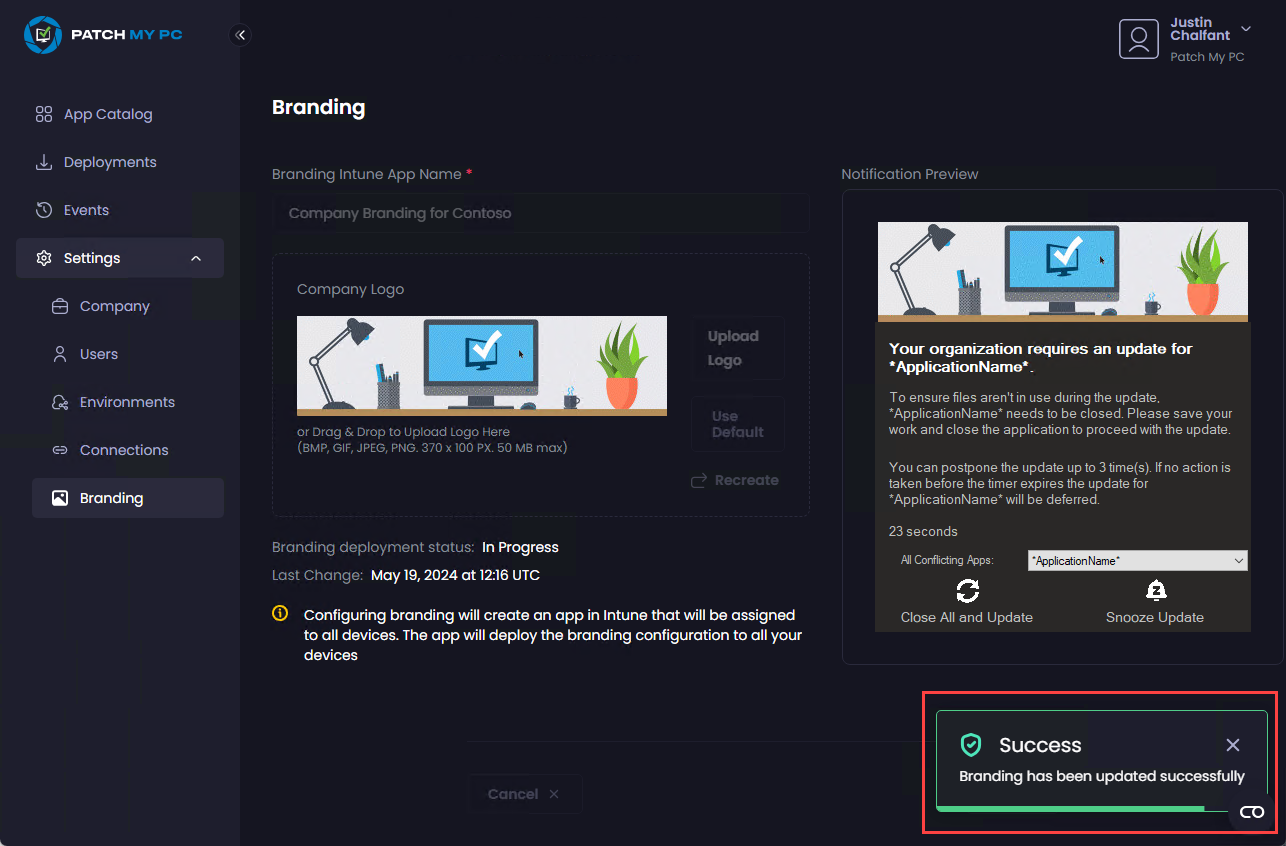 PATCH MY PC
Justin
Chalfant
Patch My PC
App Catalog
Deployments
Events
Settings
Company
Users
Environments
Connections
Branding
Branding
Branding Intune App Name *
Company Branding for Contoso
Company Logo
Upload
Logo
Use
Default
or Drag & Drop to Upload Logo Here
(BMP, GIF, JPEG, PNG. 370 x 100 PX. 50 MB max)
Recreate
Branding deployment status: In Progress
Last Change: May 19, 2024 at 12:16 UTC
Configuring branding will create an app in Intune that will be assigned
to all devices. The app will deploy the branding configuration to all your
devices
Cancel
Notification Preview
Your organization requires an update for
*ApplicationName*.
To ensure files aren't in use during the update,
*ApplicationName* needs to be closed. Please save your
work and close the application to proceed with the update.
You can postpone the update up to 3 time(s). If no action is
taken before the timer expires the update for
*ApplicationName* will be deferred.
23 seconds
All Conflicting Apps: *ApplicationName*
Close All and Update
Snooze Update
Success
Branding has been updated successfully